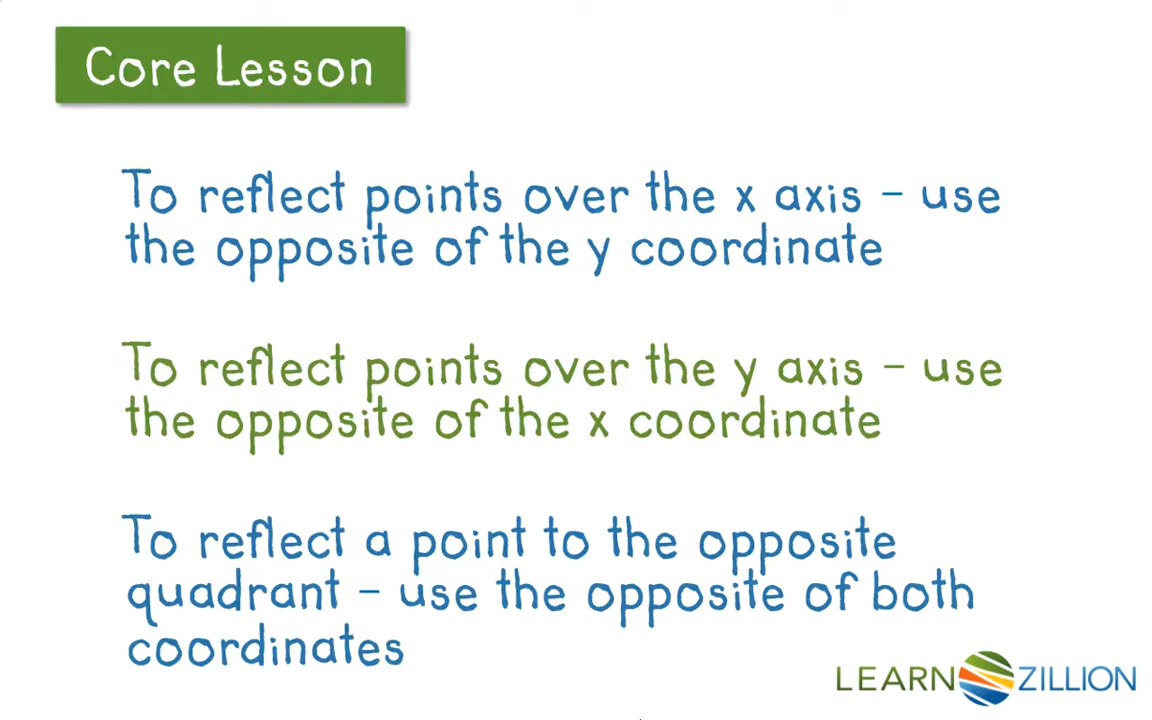 Core Lesson
To reflect points over the x axis – use
the opposite of the y coordinate
To reflect points over the y axis – use
the opposite of the x coordinate
To reflect a point to the opposite
quadrant – use the opposite of both
coordinates
LEARN ZILLION